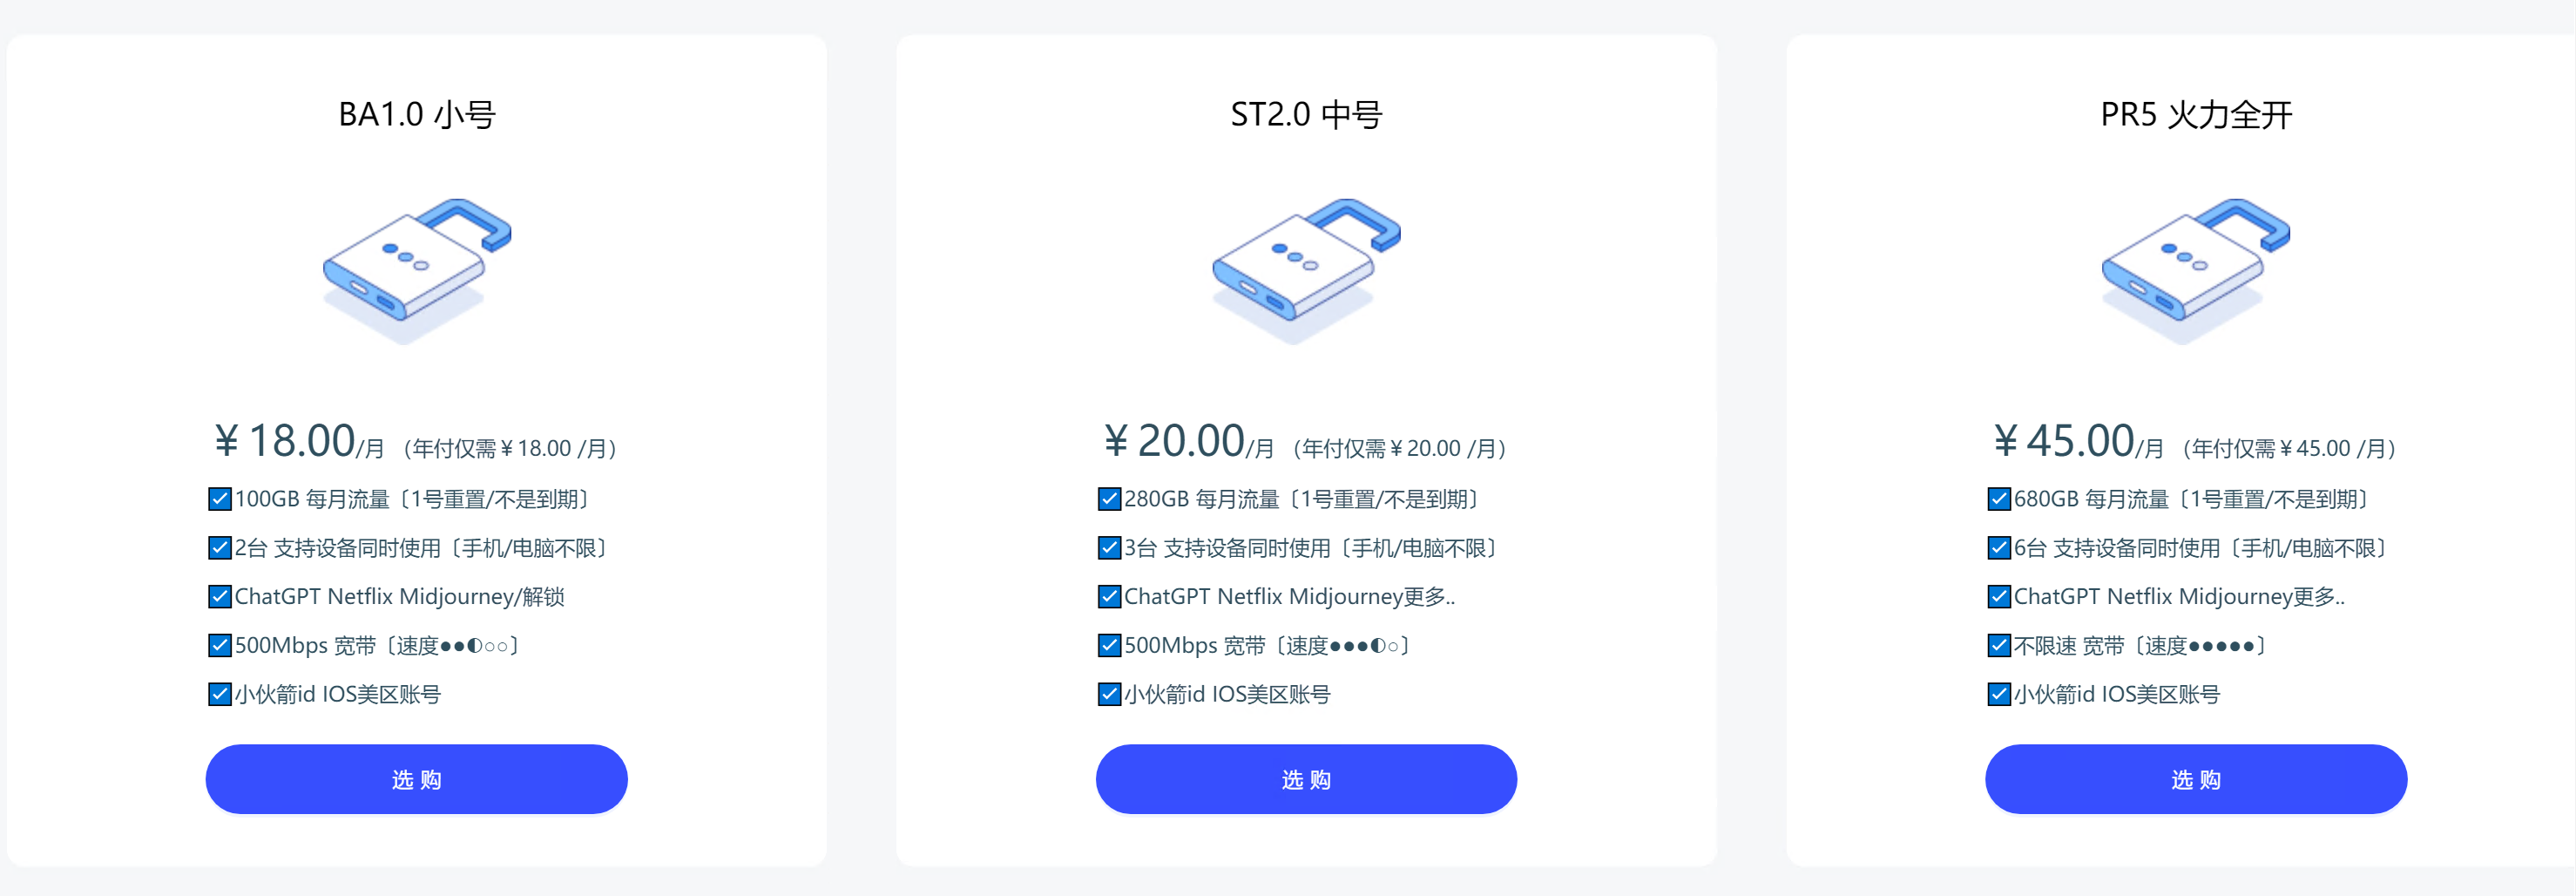 BA1.0 小号
￥18.00/月 （年付仅需￥18.00 /月）
100GB 每月流量〔1号重置/不是到期〕
2台 支持设备同时使用〔手机/电脑不限〕
ChatGPT Netflix Midjourney/解锁
500Mbps 宽带〔速度●●◐○○〕
小伙箭id IOS美区账号
选 购
ST2.0 中号
￥20.00/月 （年付仅需￥20.00 /月）
280GB 每月流量〔1号重置/不是到期〕
3台 支持设备同时使用〔手机/电脑不限〕
ChatGPT Netflix Midjourney更多..
500Mbps 宽带〔速度●●●◐○〕
小伙箭id IOS美区账号
选 购
PR5 火力全开
￥45.00/月 （年付仅需￥45.00 /月）
680GB 每月流量〔1号重置/不是到期〕
6台 支持设备同时使用〔手机/电脑不限〕
ChatGPT Netflix Midjourney更多..
不限速 宽带〔速度●●●●●〕
小伙箭id IOS美区账号
选 购